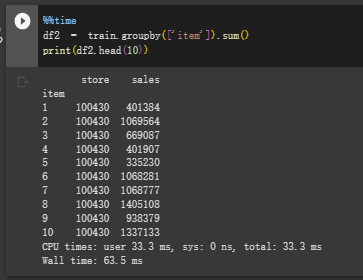 %%time
df2 = train.groupby(['item']).sum()
print(df2.head(10))
store sales
item
1 100430 401384
2 100430 1069564
3 100430 669087
4 100430 401907
5 100430 335230
6 100430 1068281
7 100430 1068777
8 100430 1405108
9 100430 938379
10 100430 1337133
CPU times: user 33.3 ms, sys: 0 ns, total: 33.3 ms
Wall time: 63.5 ms